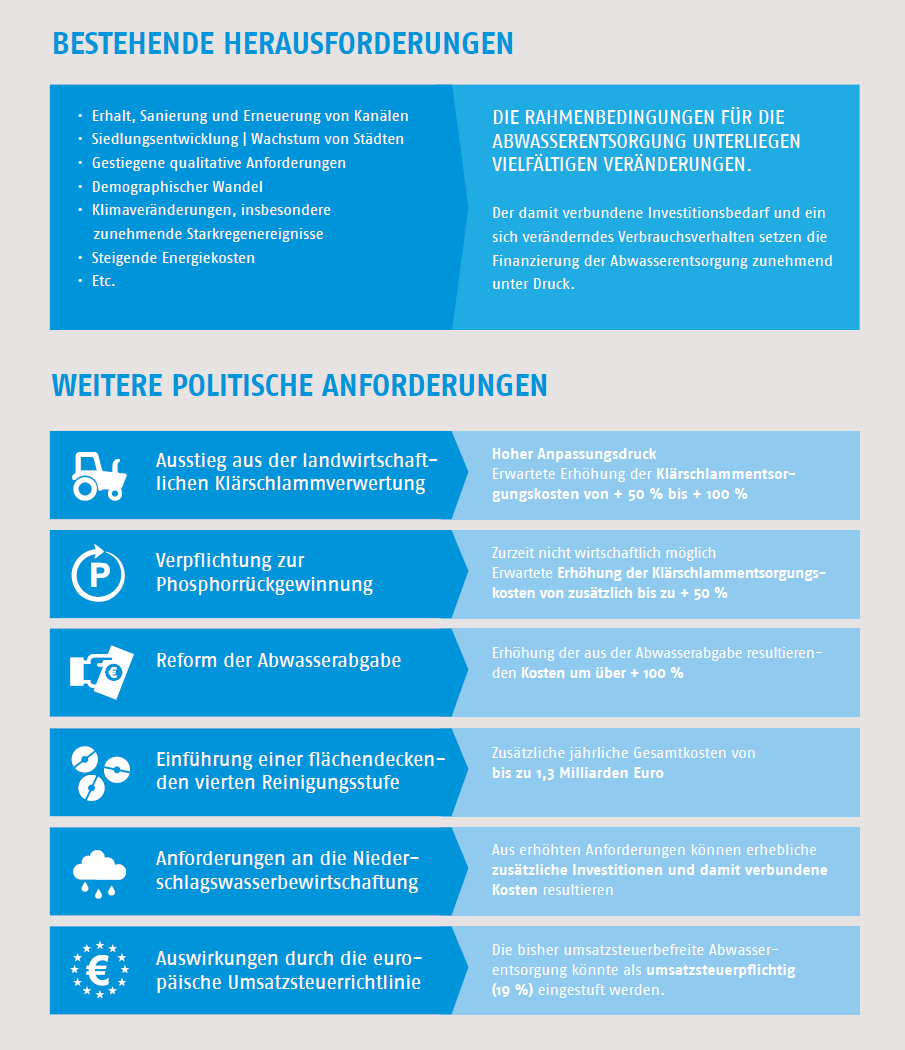 BESTEHENDE HERAUSFORDERUNGEN
• Erhalt, Sanierung und Erneuerung von Kanälen
• Siedlungsentwicklung | Wachstum von Städten
• Gestiegene qualitative Anforderungen
• Demographischer Wandel
• Klimaveränderungen, insbesondere
zunehmende Starkregenereignisse
• Steigende Energiekosten
• Etc.
DIE RAHMENBEDINGUNGEN FÜR DIE
ABWASSERENTSORGUNG UNTERLIEGEN
VIELFÄLTIGEN VERÄNDERUNGEN.
Der damit verbundene Investitionsbedarf und ein
sich veränderndes Verbrauchsverhalten setzen die
Finanzierung der Abwasserentsorgung zunehmend
unter Druck.
WEITERE POLITISCHE ANFORDERUNGEN
Ausstieg aus der landwirtschaft-
lichen Klärschlammverwertung
Hoher Anpassungsdruck
Erwartete Erhöhung der Klärschlammentsor-
gungskosten von + 50 % bis + 100 %
P
Verpflichtung zur
Phosphorrückgewinnung
Zurzeit nicht wirtschaftlich möglich
Erwartete Erhöhung der Klärschlammentsorgungs-
kosten von zusätzlich bis zu + 50 %
€
Reform der Abwasserabgabe
Erhöhung der aus der Abwasserabgabe resultieren-
den Kosten um über + 100 %
Einführung einer flächendecken-
den vierten Reinigungsstufe
Zusätzliche jährliche Gesamtkosten von
bis zu 1,3 Milliarden Euro
Anforderungen an die Nieder-
schlagswasserbewirtschaftung
Aus erhöhten Anforderungen können erhebliche
zusätzliche Investitionen und damit verbundene
Kosten resultieren
€
Auswirkungen durch die euro-
päische Umsatzsteuerrichtlinie
Die bisher umsatzsteuerbefreite Abwasser-
entsorgung könnte als umsatzsteuerpflichtig
(19 %) eingestuft werden.